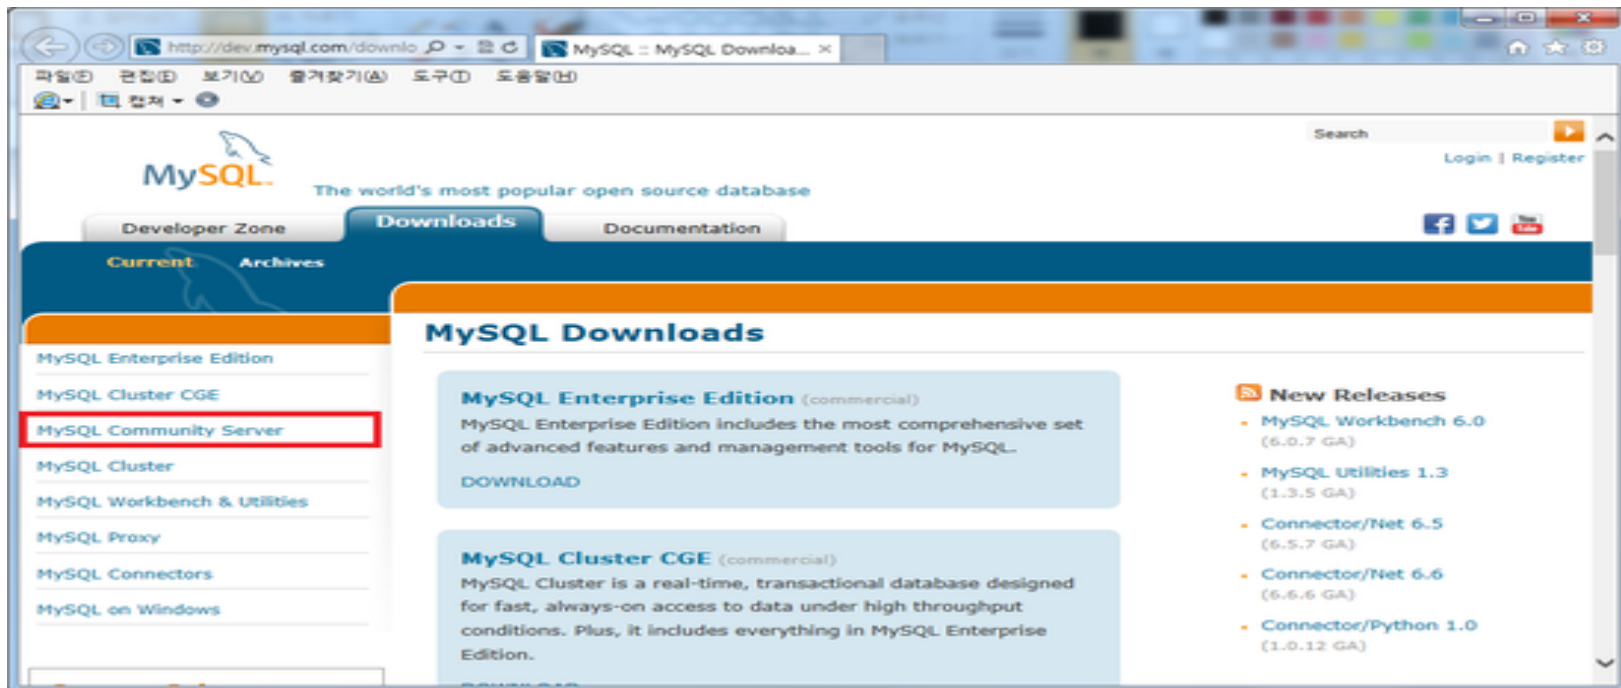 http://dev.mysql.com/downlo
MySQL :: MySQL Downloa...
파일(F) 편집(E) 보기(V) 즐겨찾기(A) 도구(T) 도움말(H)
캡처
Search
Login | Register
MySQL
The world's most popular open source database
Developer Zone
Downloads
Documentation
Current Archives
MySQL Downloads
MySQL Enterprise Edition
MySQL Cluster CGE
MySQL Community Server
MySQL Cluster
MySQL Workbench & Utilities
MySQL Proxy
MySQL Connectors
MySQL on Windows
MySQL Enterprise Edition (commercial)
MySQL Enterprise Edition includes the most comprehensive set
of advanced features and management tools for MySQL.
DOWNLOAD
MySQL Cluster CGE (commercial)
MySQL Cluster is a real-time, transactional database designed
for fast, always-on access to data under high throughput
conditions. Plus, it includes everything in MySQL Enterprise
Edition.
New Releases
MySQL Workbench 6.0
(6.0.7 GA)
MySQL Utilities 1.3
(1.3.5 GA)
Connector/Net 6.5
(6.5.7 GA)
Connector/Net 6.6
(6.6.6 GA)
Connector/Python 1.0
(1.0.12 GA)